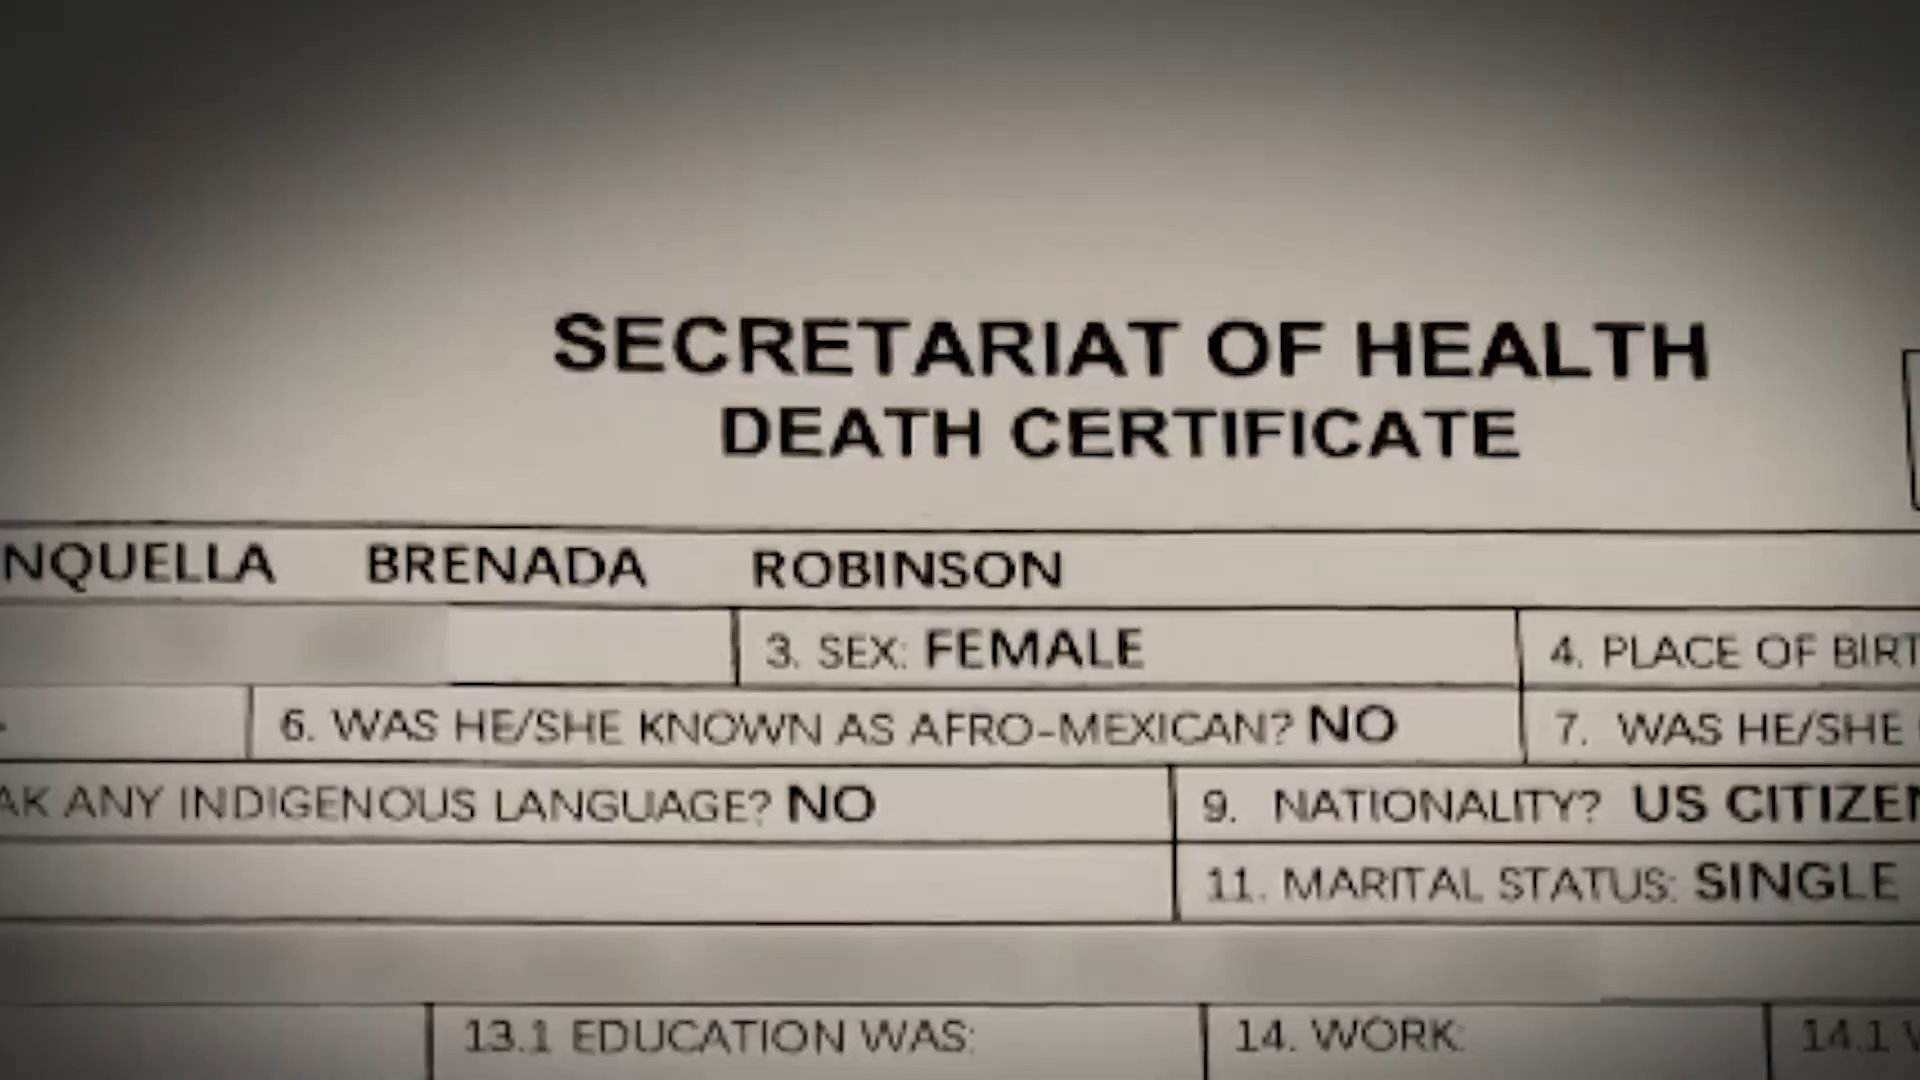 SECRETARIAT OF HEALTH
DEATH CERTIFICATE
NQUELLA BRENADA ROBINSON
3. SEX: FEMALE 4. PLACE OF BIRT
6. WAS HE/SHE KNOWN AS AFRO-MEXICAN? NO 7. WAS HE/SHE
AK ANY INDIGENOUS LANGUAGE? NO 9. NATIONALITY? US CITIZEN
11. MARITAL STATUS: SINGLE
13.1 EDUCATION WAS: 14. WORK: 14.1